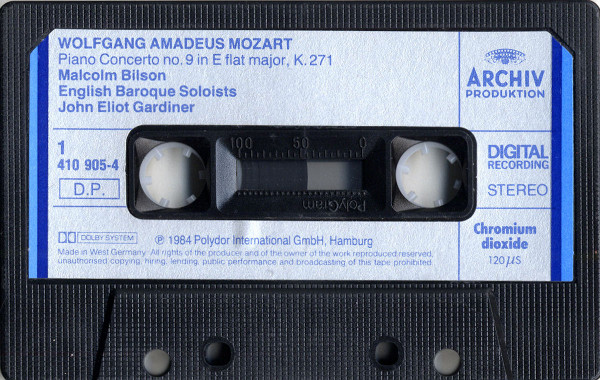 WOLFGANG AMADEUS MOZART
Piano Concerto no. 9 in E flat major, K. 271
Malcolm Bilson
English Baroque Soloists
John Eliot Gardiner
ARCHIV
PRODUKTION
1
410 905-4
D.P.
100 50 0
PolyGram
DIGITAL
RECORDING
STEREO
DOLBY SYSTEM
℗ 1984 Polydor International GmbH, Hamburg
Made in West Germany. All rights of the producer and of the owner of the work reproduced reserved,
unauthorised copying, hiring, lending, public performance and broadcasting of this tape prohibited.
Chromium
dioxide
120 µs